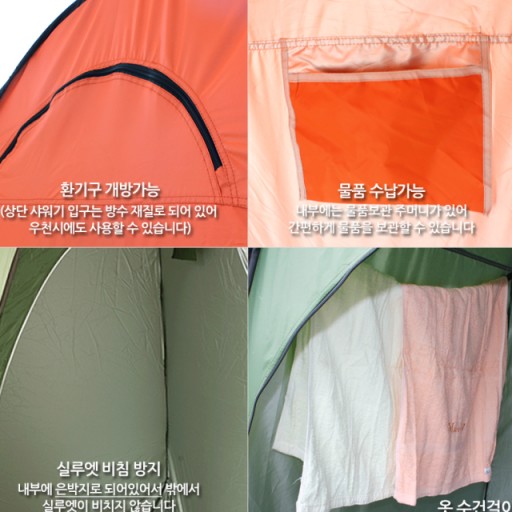 환기구 개방가능
(상단 샤워기 입구는 방수 재질로 되어 있어
우천시에도 사용할 수 있습니다)
물품 수납가능
내부에는 물품보관 주머니가 있어
간편하게 물품을 보관할 수 있습니다
실루엣 비침 방지
내부에 은박지로 되어있어서 밖에서
실루엣이 비치지 않습니다
옷 수건걸이